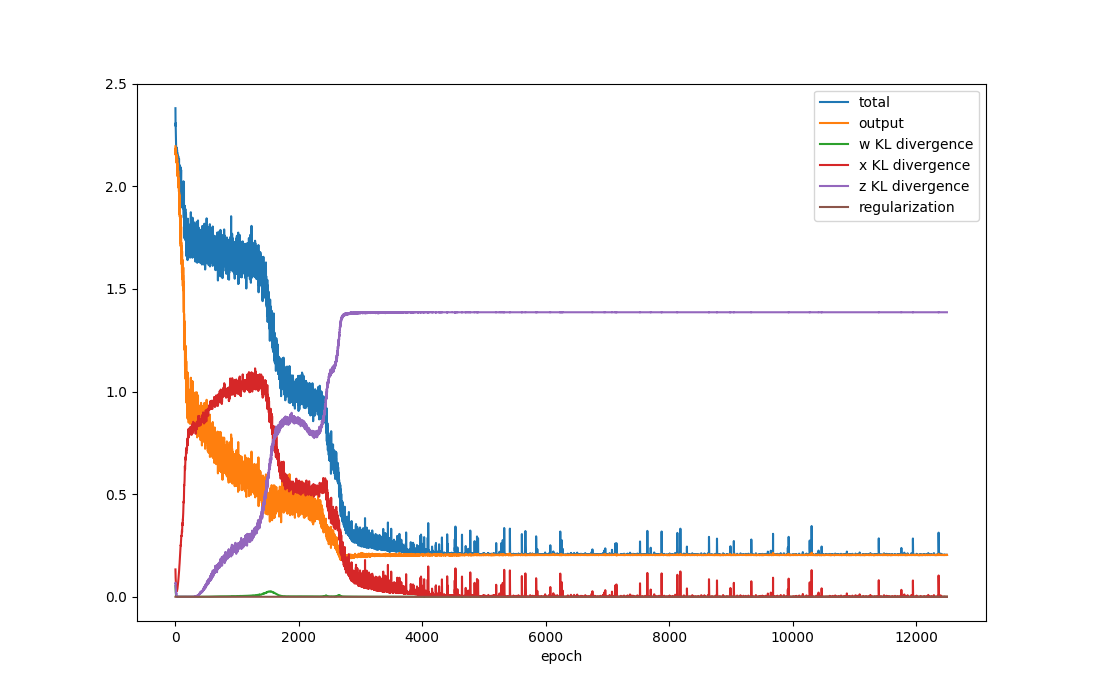 2.5
2.0
1.5
1.0
0.5
0.0
total
output
w KL divergence
x KL divergence
z KL divergence
regularization
0 2000 4000 6000 8000 10000 12000
epoch